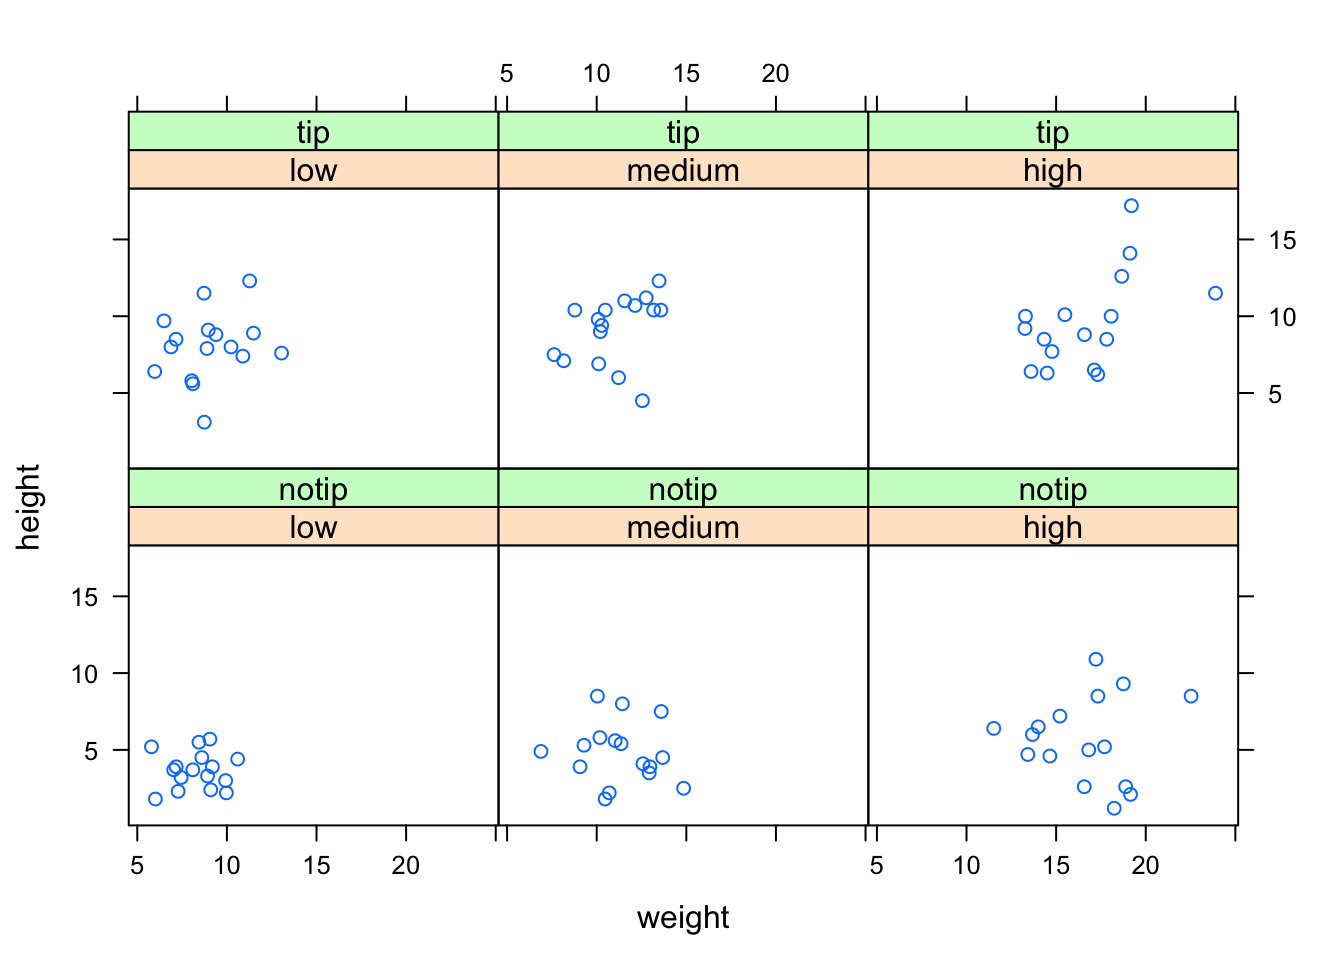 5 10 15 20
tip tip tip
low medium high
15
10
5
height
notip notip notip
low medium high
15
10
5
5 10 15 20 5 10 15 20
weight